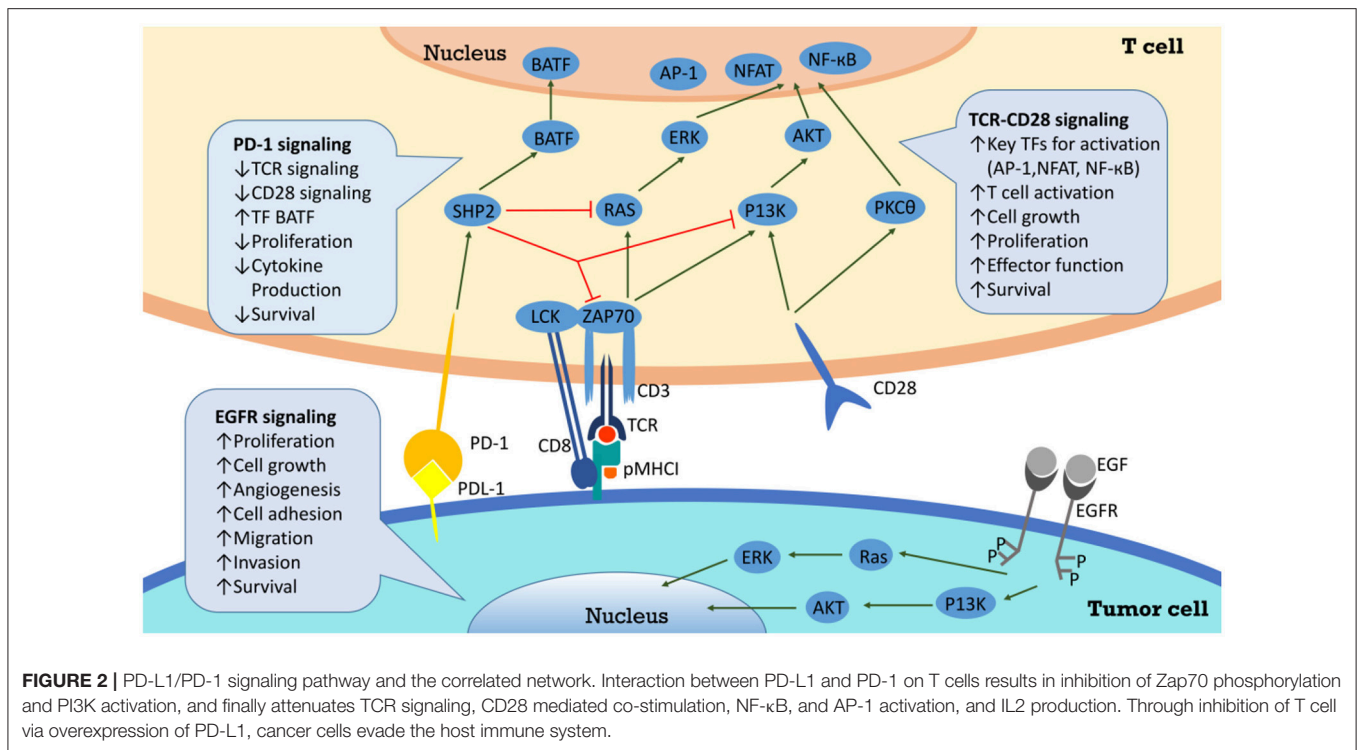 Nucleus
T cell
BATF
AP-1
NFAT
NF-κB
BATF
ERK
AKT
SHP2
RAS
P13K
PKCθ
LCK
ZAP70
PD-1 signaling
↓TCR signaling
↓CD28 signaling
↑TF BATF
↓Proliferation
↓Cytokine
Production
↓Survival
TCR-CD28 signaling
↑Key TFs for activation
(AP-1,NFAT, NF-κB)
↑T cell activation
↑Cell growth
↑Proliferation
↑Effector function
↑Survival
CD3
CD28
TCR
CD8
pMHCI
PD-1
PDL-1
EGFR signaling
↑Proliferation
↑Cell growth
↑Angiogenesis
↑Cell adhesion
↑Migration
↑Invasion
↑Survival
EGF
EGFR
P
P
P
P
ERK
Ras
AKT
P13K
Nucleus
Tumor cell
FIGURE 2 | PD-L1/PD-1 signaling pathway and the correlated network. Interaction between PD-L1 and PD-1 on T cells results in inhibition of Zap70 phosphorylation
and PI3K activation, and finally attenuates TCR signaling, CD28 mediated co-stimulation, NF-κB, and AP-1 activation, and IL2 production. Through inhibition of T cell
via overexpression of PD-L1, cancer cells evade the host immune system.